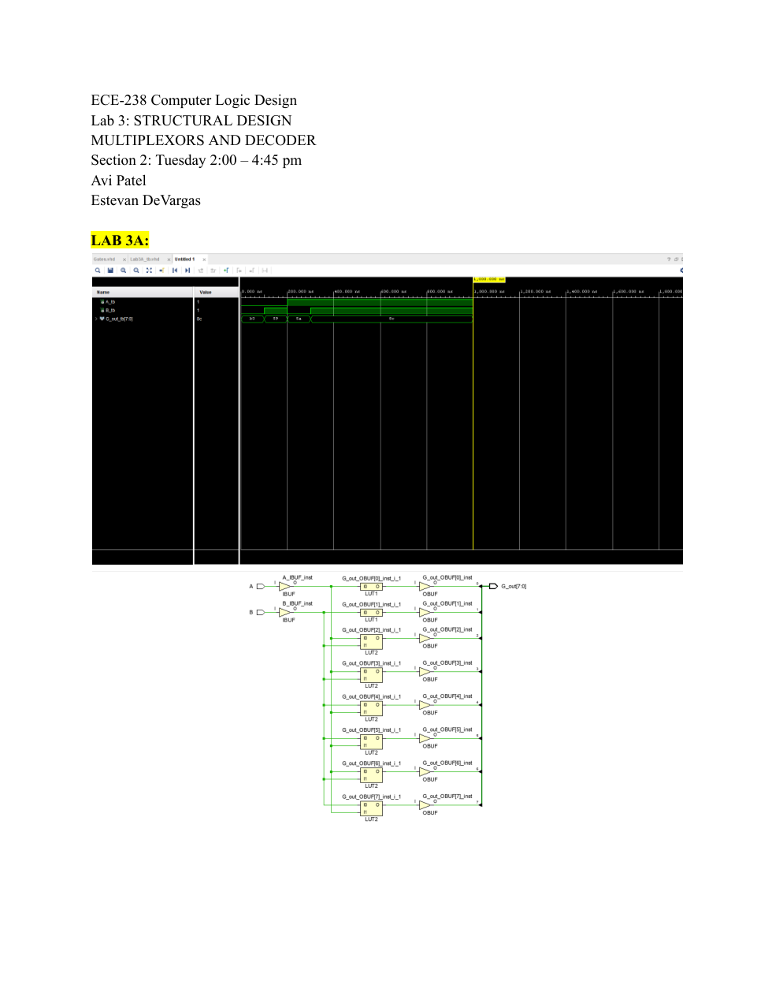 ECE-238 Computer Logic Design
Lab 3: STRUCTURAL DESIGN
MULTIPLEXORS AND DECODER
Section 2: Tuesday 2:00 – 4:45 pm
Avi Patel
Estevan DeVargas
LAB 3A:
Gates.vhd Lab3A_tb.vhd Untitled 1
1,000.000 ns
Name Value 0.000 ns 200.000 ns 400.000 ns 600.000 ns 800.000 ns 1,000.000 ns 1,200.000 ns 1,400.000 ns 1,600.000 ns 1,800.000
A_tb 1
B_tb 1
G_out_tb[7:0] 8c 5a 8c
A_IBUF_inst G_out_OBUF[0]_inst_i_1 G_out_OBUF[0]_inst
A I O I0 O I O 0 G_out[7:0]
IBUF LUT1 OBUF
B_IBUF_inst G_out_OBUF[1]_inst_i_1 G_out_OBUF[1]_inst
B I O I0 O I O 1
IBUF LUT1 OBUF
G_out_OBUF[2]_inst_i_1 G_out_OBUF[2]_inst
I0 O I O 2
I1
LUT2 OBUF
G_out_OBUF[3]_inst_i_1 G_out_OBUF[3]_inst
I0 O I O 3
I1
LUT2 OBUF
G_out_OBUF[4]_inst_i_1 G_out_OBUF[4]_inst
I0 O I O 4
I1
LUT2 OBUF
G_out_OBUF[5]_inst_i_1 G_out_OBUF[5]_inst
I0 O I O 5
I1
LUT2 OBUF
G_out_OBUF[6]_inst_i_1 G_out_OBUF[6]_inst
I0 O I O 6
I1
LUT2 OBUF
G_out_OBUF[7]_inst_i_1 G_out_OBUF[7]_inst
I0 O I O 7
I1
LUT2 OBUF